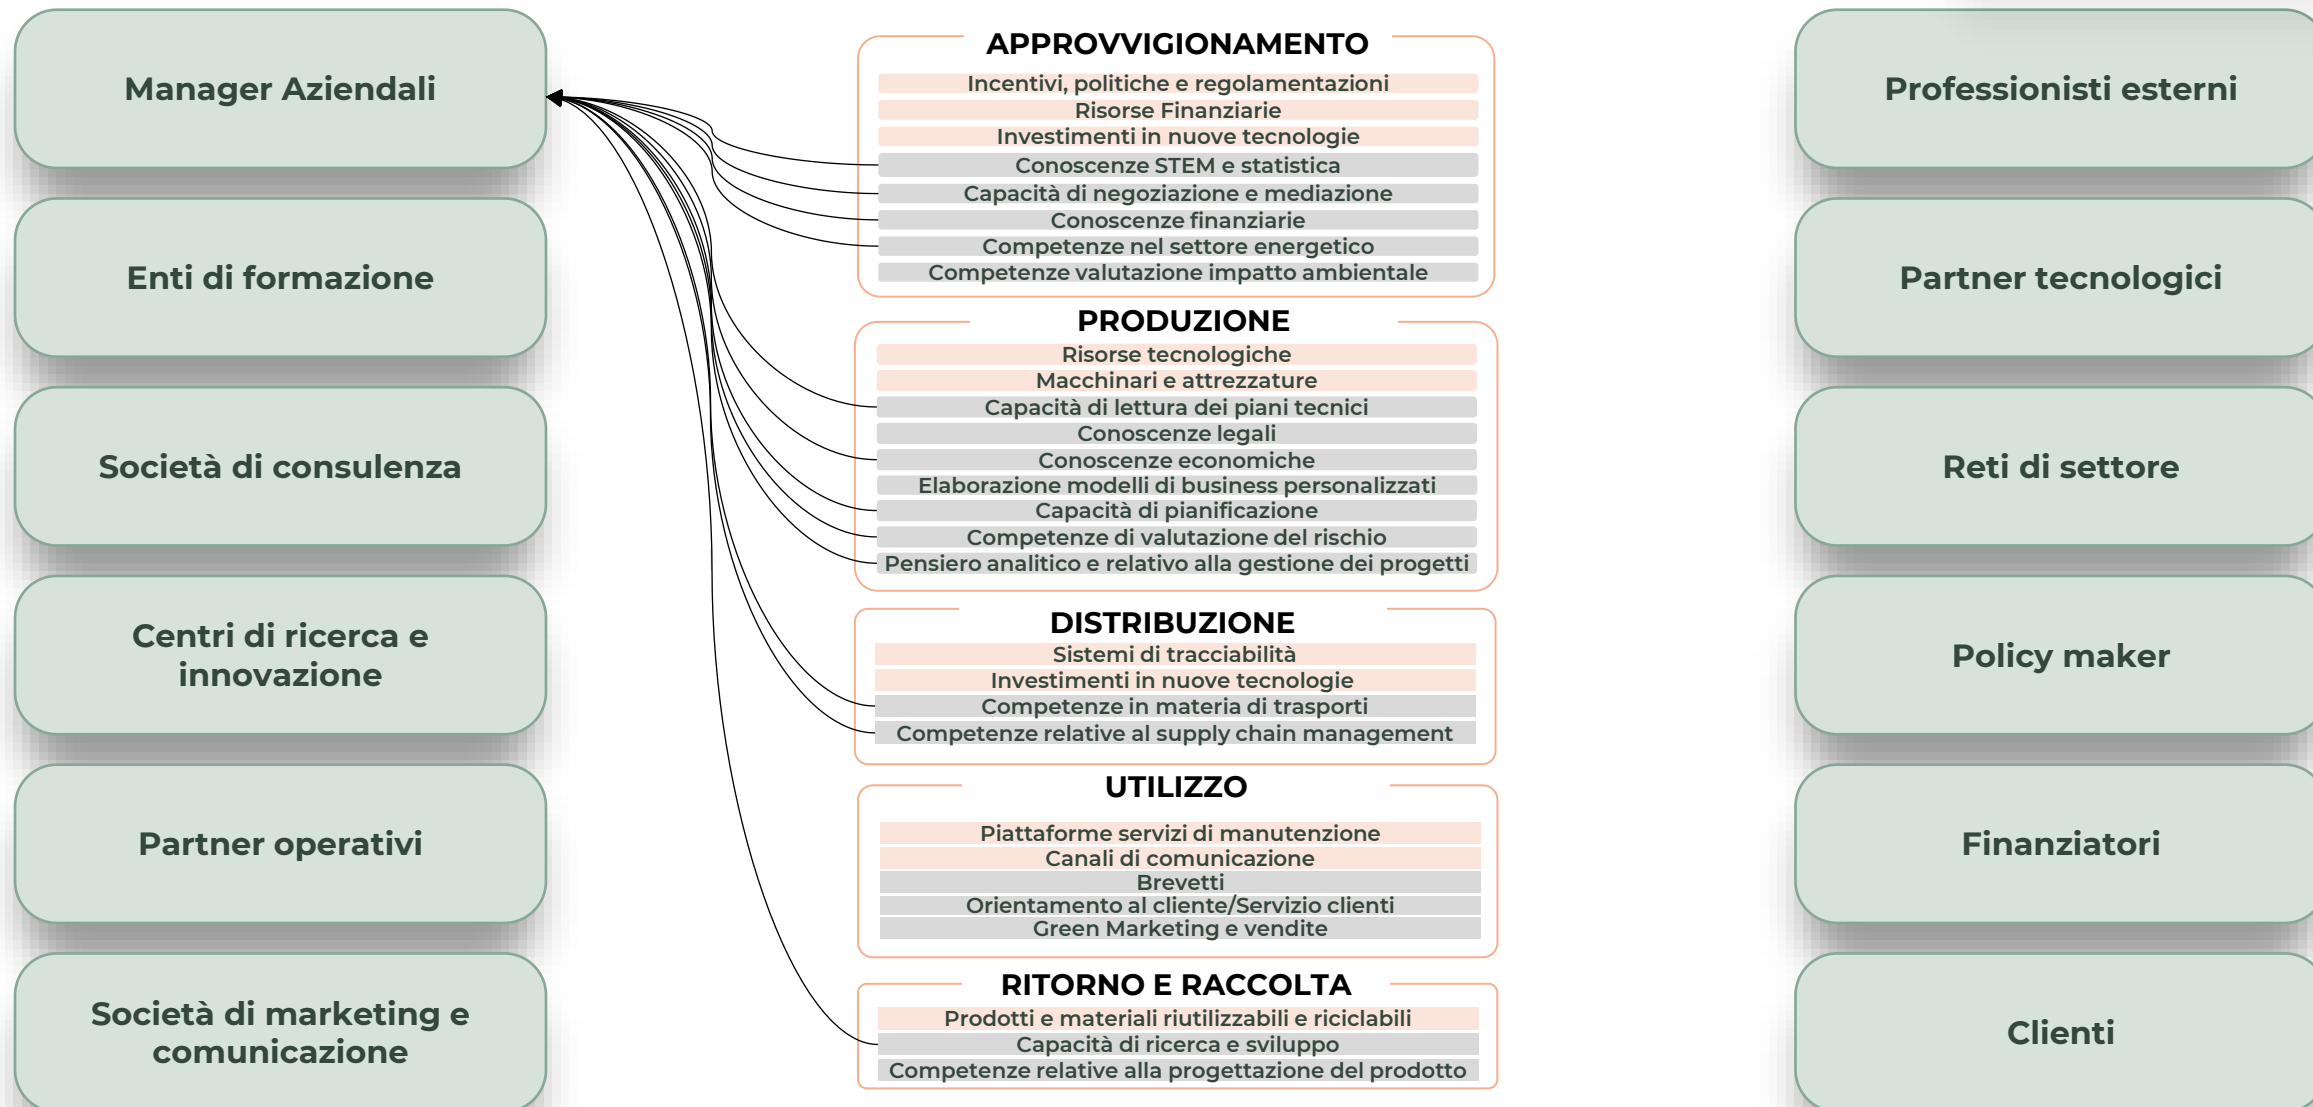 Manager Aziendali
Enti di formazione
Società di consulenza
Centri di ricerca e
innovazione
Partner operativi
Società di marketing e
comunicazione
APPROVVIGIONAMENTO
Incentivi, politiche e regolamentazioni
Risorse Finanziarie
Investimenti in nuove tecnologie
Conoscenze STEM e statistica
Capacità di negoziazione e mediazione
Conoscenze finanziarie
Competenze nel settore energetico
Competenze valutazione impatto ambientale
PRODUZIONE
Risorse tecnologiche
Macchinari e attrezzature
Capacità di lettura dei piani tecnici
Conoscenze legali
Conoscenze economiche
Elaborazione modelli di business personalizzati
Capacità di pianificazione
Competenze di valutazione del rischio
Pensiero analitico e relativo alla gestione dei progetti
DISTRIBUZIONE
Sistemi di tracciabilità
Investimenti in nuove tecnologie
Competenze in materia di trasporti
Competenze relative al supply chain management
UTILIZZO
Piattaforme servizi di manutenzione
Canali di comunicazione
Brevetti
Orientamento al cliente/Servizio clienti
Green Marketing e vendite
RITORNO E RACCOLTA
Prodotti e materiali riutilizzabili e riciclabili
Capacità di ricerca e sviluppo
Competenze relative alla progettazione del prodotto
Professionisti esterni
Partner tecnologici
Reti di settore
Policy maker
Finanziatori
Clienti